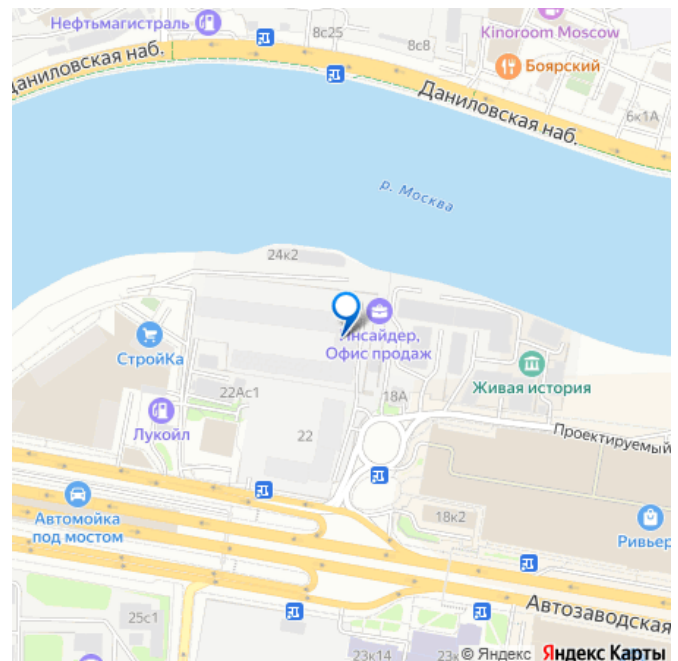 Нефтьмагистраль
8с25
8с8
Kinoroom Moscow
Боярский
Даниловская наб.
Даниловская наб.
6к1А
р. Москва
24к2
Инсайдер,
Офис продаж
СтройКа
Живая история
22Ас1
18А
Лукойл
22
Проектируемый
Автомойка
под мостом
18к2
Ривьер
Автозаводская
25с1
23к14
23к
© Яндекс Яндекс Карты